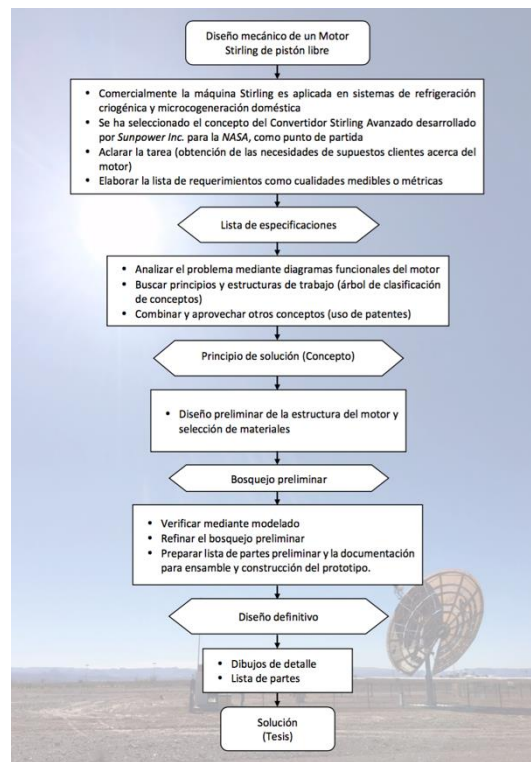 Diseño mecánico de un Motor
Stirling de pistón libre
• Comercialmente la máquina Stirling es aplicada en sistemas de refrigeración
criogénica y microcogeneración doméstica
• Se ha seleccionado el concepto del Convertidor Stirling Avanzado desarrollado
por Sunpower Inc. para la NASA, como punto de partida
• Aclarar la tarea (obtención de las necesidades de supuestos clientes acerca del
motor)
• Elaborar la lista de requerimientos como cualidades medibles o métricas
Lista de especificaciones
• Analizar el problema mediante diagramas funcionales del motor
• Buscar principios y estructuras de trabajo (árbol de clasificación
de conceptos)
• Combinar y aprovechar otros conceptos (uso de patentes)
Principio de solución (Concepto)
• Diseño preliminar de la estructura del motor y
selección de materiales
Bosquejo preliminar
• Verificar mediante modelado
• Refinar el bosquejo preliminar
• Preparar lista de partes preliminar y la documentación
para ensamble y construcción del prototipo.
Diseño definitivo
• Dibujos de detalle
• Lista de partes
Solución
(Tesis)